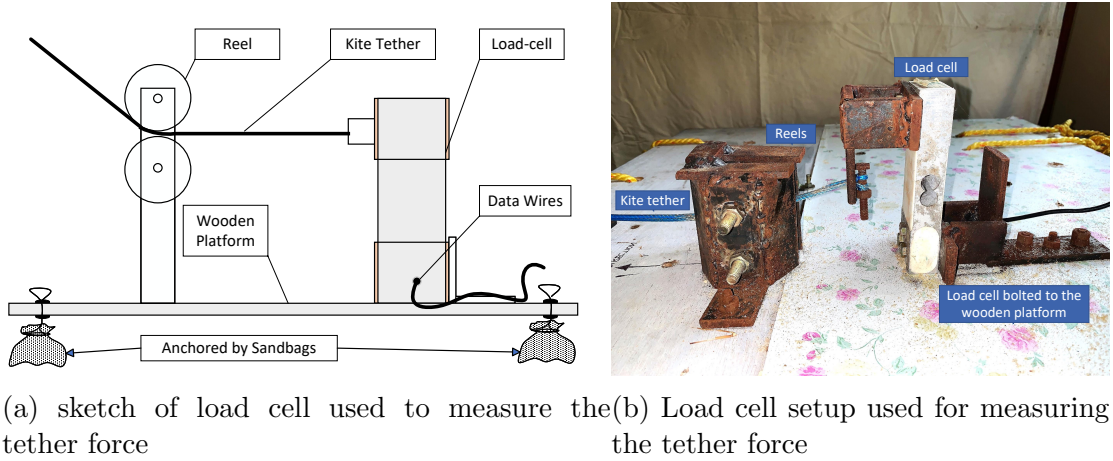 Reel
Kite Tether
Load-cell
Data Wires
Wooden
Platform
Anchored by Sandbags
Load cell
Reels
Kite tether
Load cell bolted to the
wooden platform
(a) sketch of load cell used to measure the
tether force
(b) Load cell setup used for measuring
the tether force